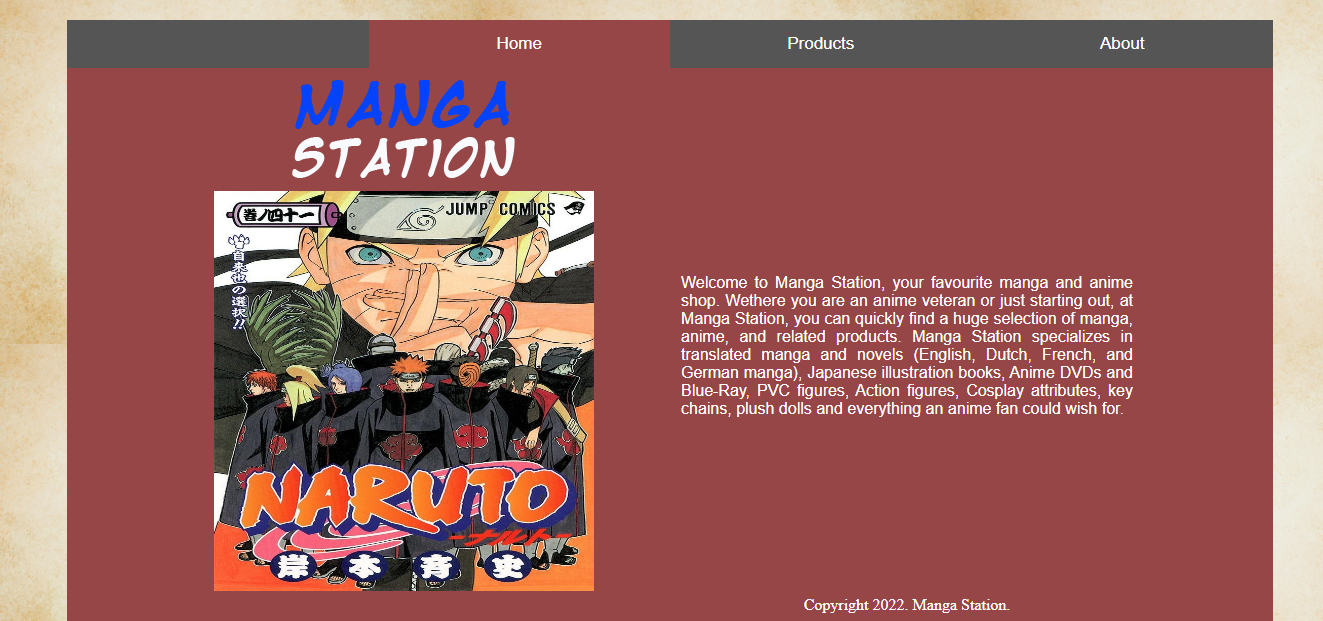 Home
Products
About
MANGA
STATION
巻ノ四十一
JUMP COMICS
自来也の選択!!
NARUTO
ーナルトー
岸本斉史
Welcome to Manga Station, your favourite manga and anime
shop. Wethere you are an anime veteran or just starting out, at
Manga Station, you can quickly find a huge selection of manga,
anime, and related products. Manga Station specializes in
translated manga and novels (English, Dutch, French, and
German manga), Japanese illustration books, Anime DVDs and
Blue-Ray, PVC figures, Action figures, Cosplay attributes, key
chains, plush dolls and everything an anime fan could wish for.
Copyright 2022. Manga Station.